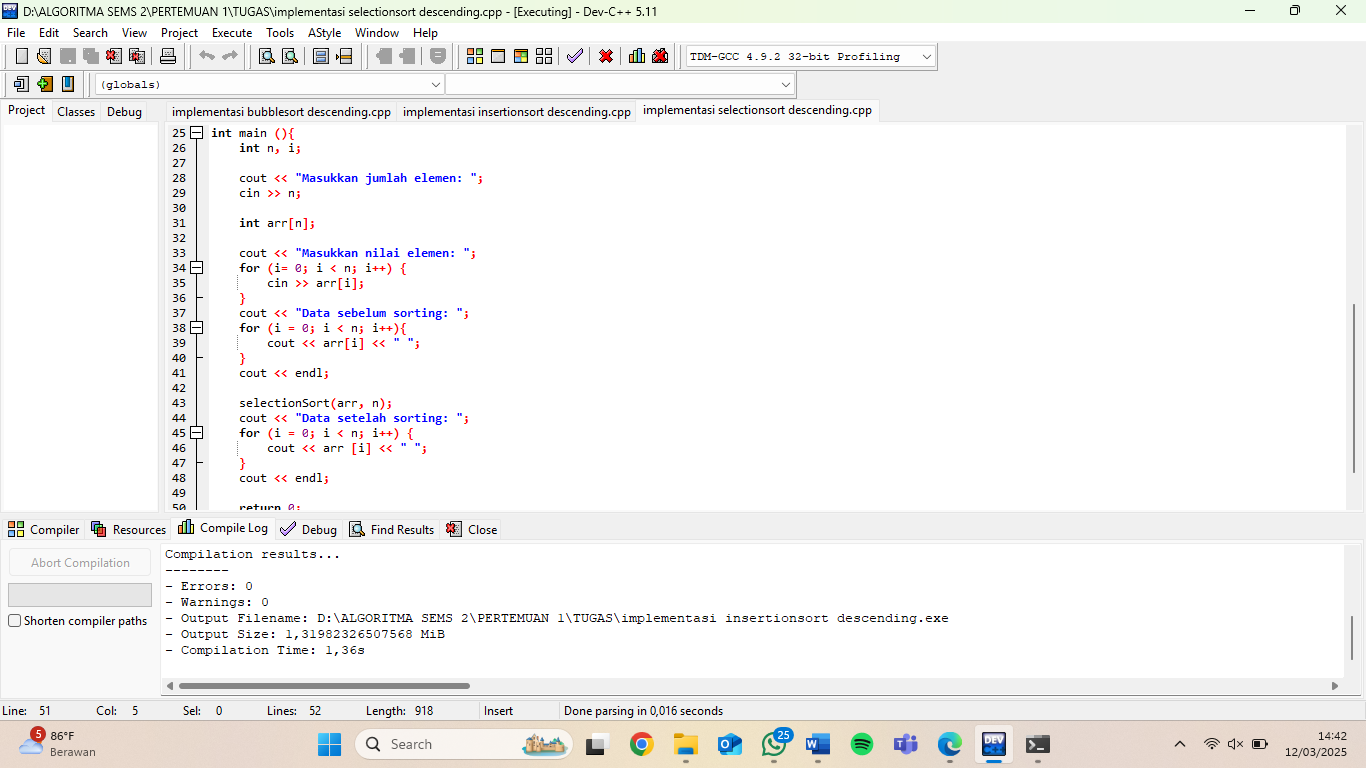 D:\ALGORITMA SEMS 2\PERTEMUAN 1\TUGAS\implementasi selectionsort descending.cpp - [Executing] - Dev-C++ 5.11
File Edit Search View Project Execute Tools AStyle Window Help
TDM-GCC 4.9.2 32-bit Profiling
(globals)
Project Classes Debug
implementasi bubblesort descending.cpp implementasi insertionsort descending.cpp implementasi selectionsort descending.cpp
25 int main (){
26 int n, i;
27
28 cout << "Masukkan jumlah elemen: ";
29 cin >> n;
30
31 int arr[n];
32
33 cout << "Masukkan nilai elemen: ";
34 for (i= 0; i < n; i++) {
35 cin >> arr[i];
36 }
37 cout << "Data sebelum sorting: ";
38 for (i = 0; i < n; i++){
39 cout << arr[i] << " ";
40 }
41 cout << endl;
42
43 selectionSort(arr, n);
44 cout << "Data setelah sorting: ";
45 for (i = 0; i < n; i++) {
46 cout << arr [i] << " ";
47 }
48 cout << endl;
49
50 return 0;
Compiler Resources Compile Log Debug Find Results Close
Abort Compilation
Shorten compiler paths
Compilation results...
--------
- Errors: 0
- Warnings: 0
- Output Filename: D:\ALGORITMA SEMS 2\PERTEMUAN 1\TUGAS\implementasi insertionsort descending.exe
- Output Size: 1,31982326507568 MiB
- Compilation Time: 1,36s
Line: 51 Col: 5 Sel: 0 Lines: 52 Length: 918 Insert Done parsing in 0,016 seconds
5
86°F
Berawan
Search
25
DEV
14:42
12/03/2025